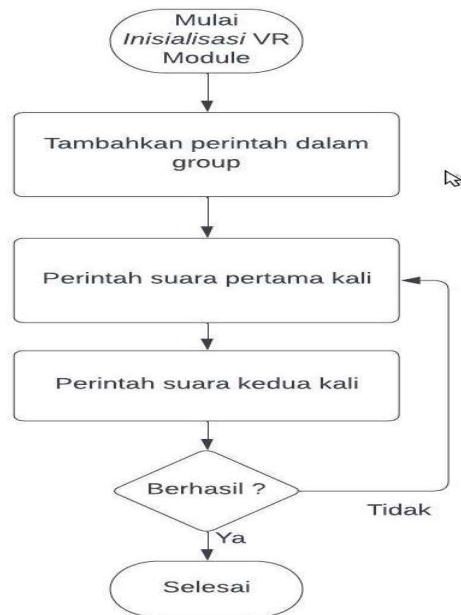 Mulai
Inisialisasi VR
Module
Tambahkan perintah dalam
group
Perintah suara pertama kali
Perintah suara kedua kali
Berhasil ?
Tidak
Ya
Selesai